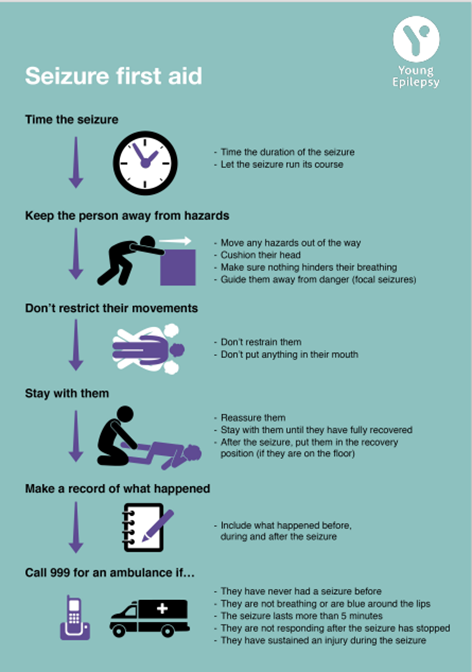 Seizure first aid
Young
Epilepsy
Time the seizure
- Time the duration of the seizure
- Let the seizure run its course
Keep the person away from hazards
- Move any hazards out of the way
- Cushion their head
- Make sure nothing hinders their breathing
- Guide them away from danger (focal seizures)
Don't restrict their movements
- Don't restrain them
- Don't put anything in their mouth
Stay with them
- Reassure them
- Stay with them until they have fully recovered
- After the seizure, put them in the recovery
position (if they are on the floor)
Make a record of what happened
- Include what happened before,
during and after the seizure
Call 999 for an ambulance if…
- They have never had a seizure before
- They are not breathing or are blue around the lips
- The seizure lasts more than 5 minutes
- They are not responding after the seizure has stopped
- They have sustained an injury during the seizure